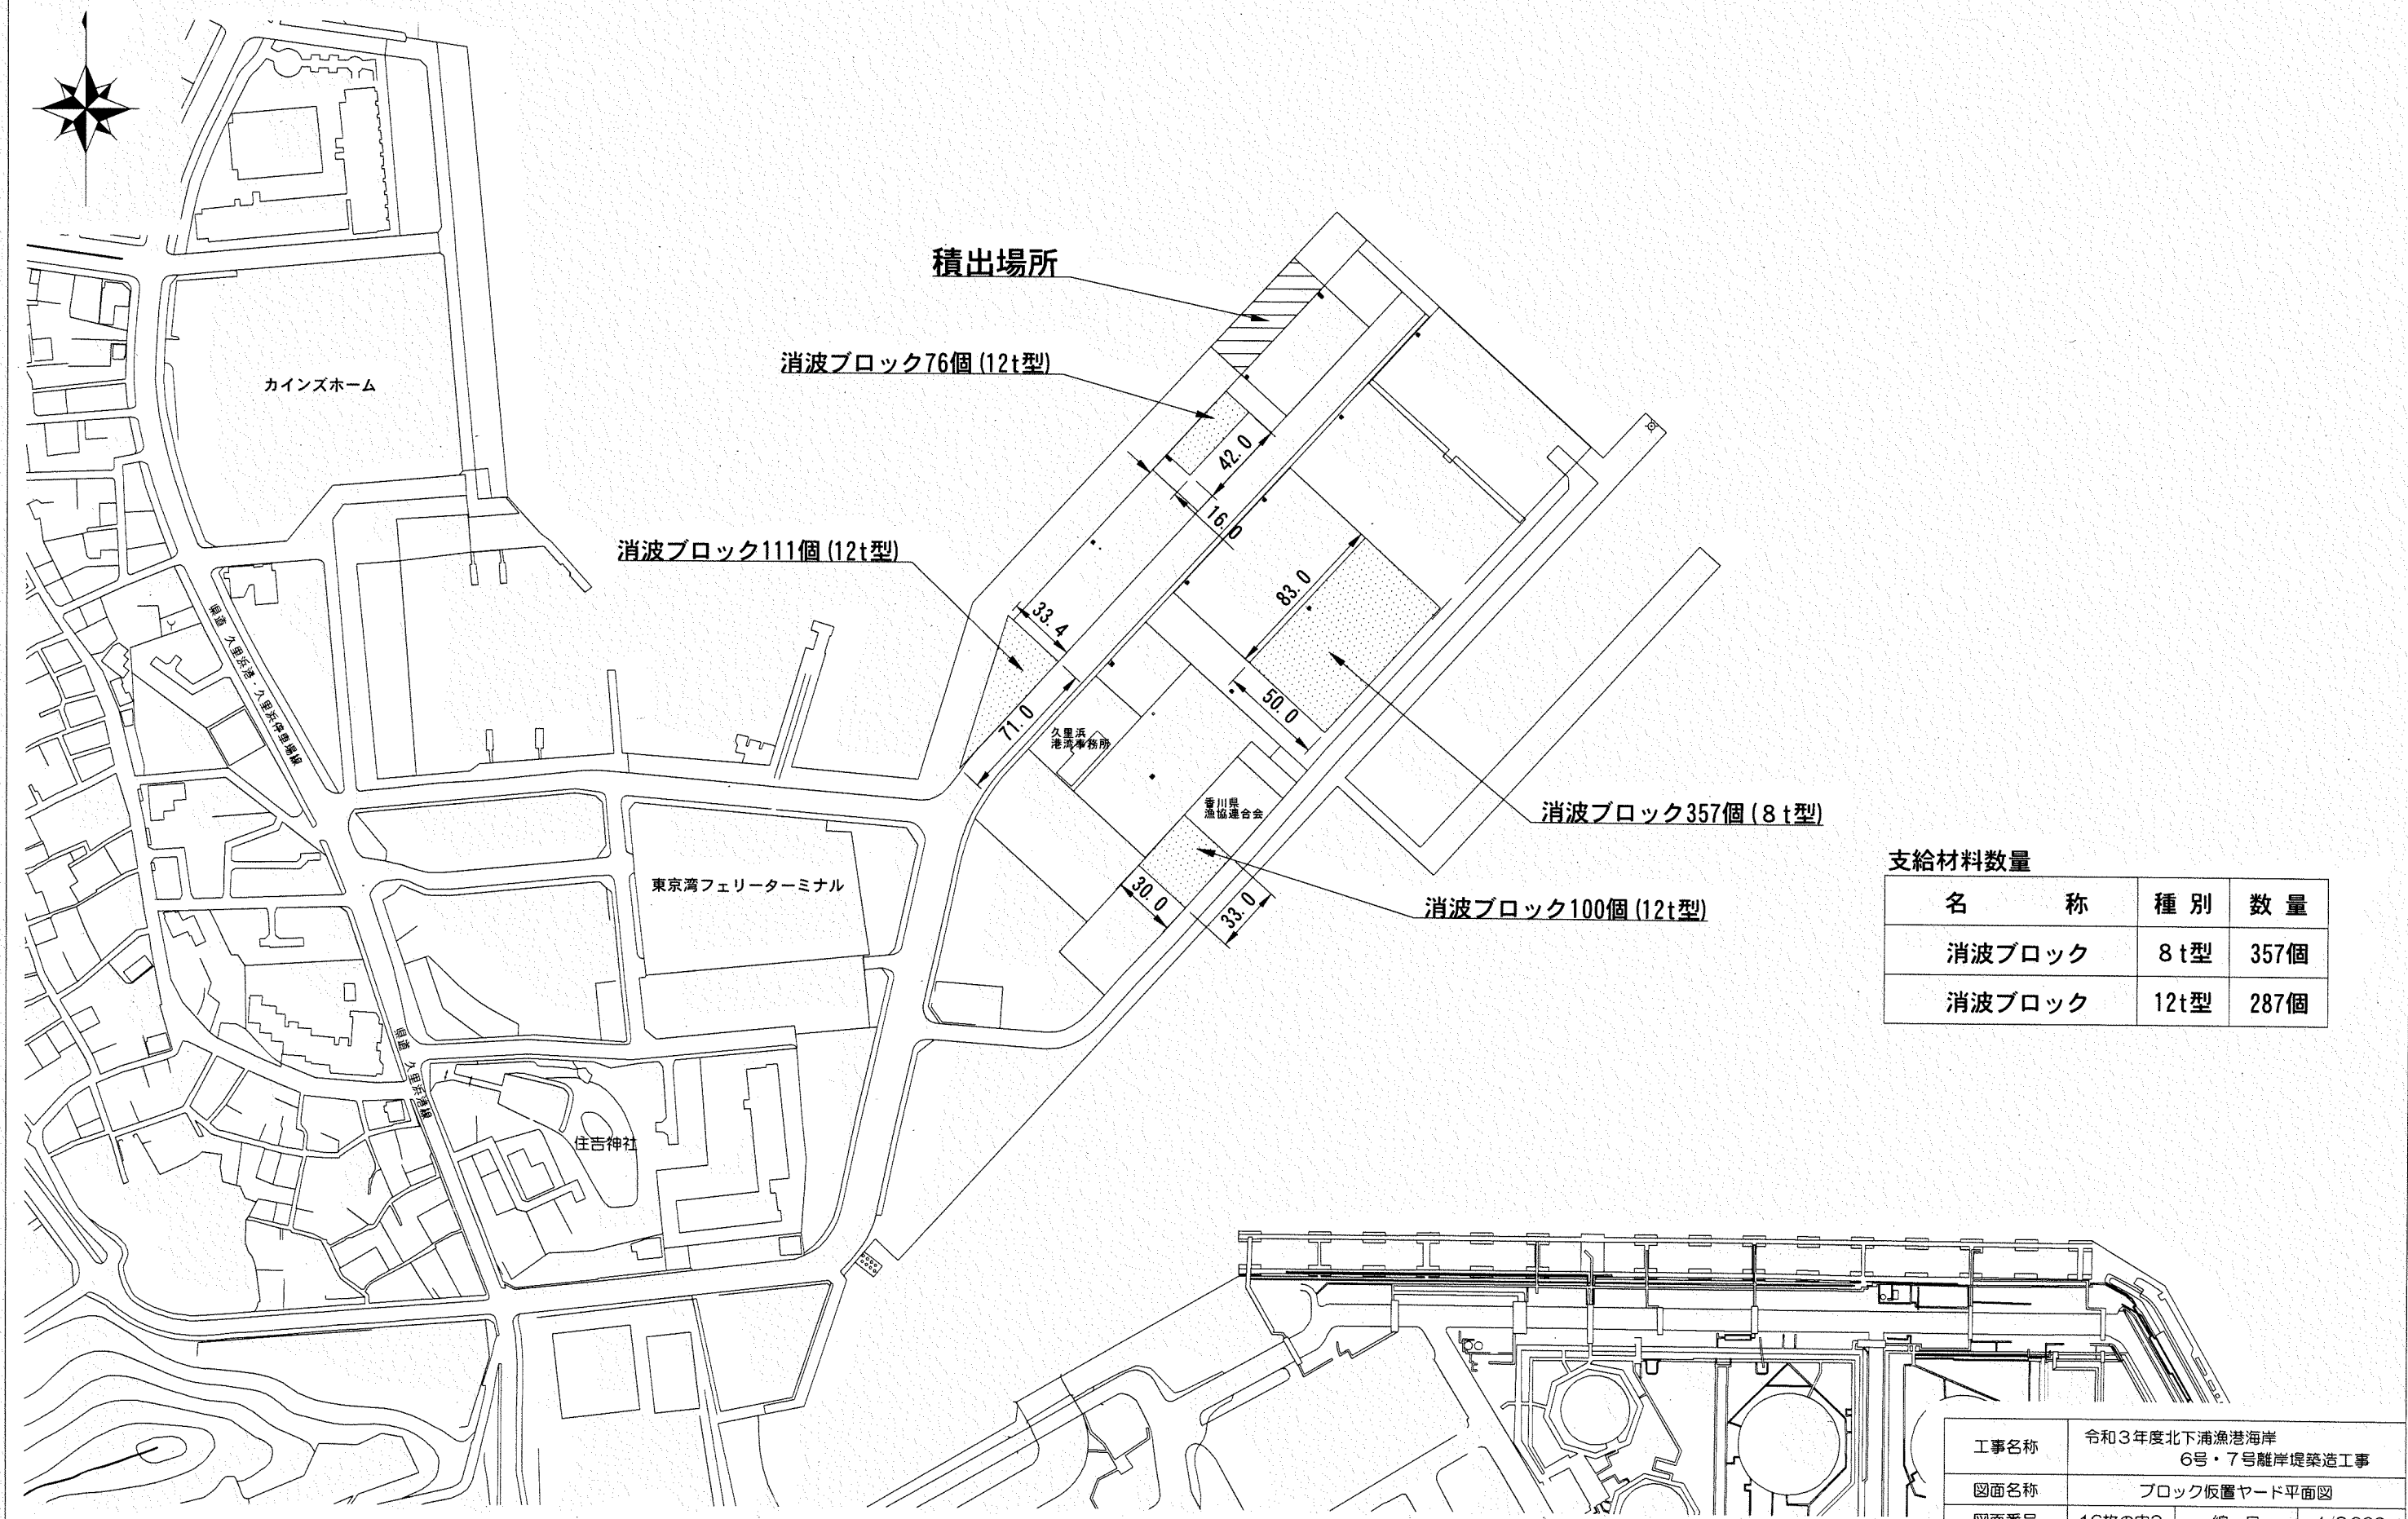 積出場所
消波ブロック76個(12t型)
カインズホーム
42.0
16.0
消波ブロック111個(12t型)
33.4
83.0
71.0
50.0
県道 久里浜港・久里浜停車場線
久里浜
港湾事務所
香川県
漁協連合会
消波ブロック357個(8t型)
30.0
33.0
消波ブロック100個(12t型)
東京湾フェリーターミナル
県道 久里浜港線
住吉神社
支給材料数量
名 称 種別 数量
消波ブロック 8t型 357個
消波ブロック 12t型 287個
工事名称 令和3年度北下浦漁港海岸
6号・7号離岸堤築造工事
図面名称 ブロック仮置ヤード平面図